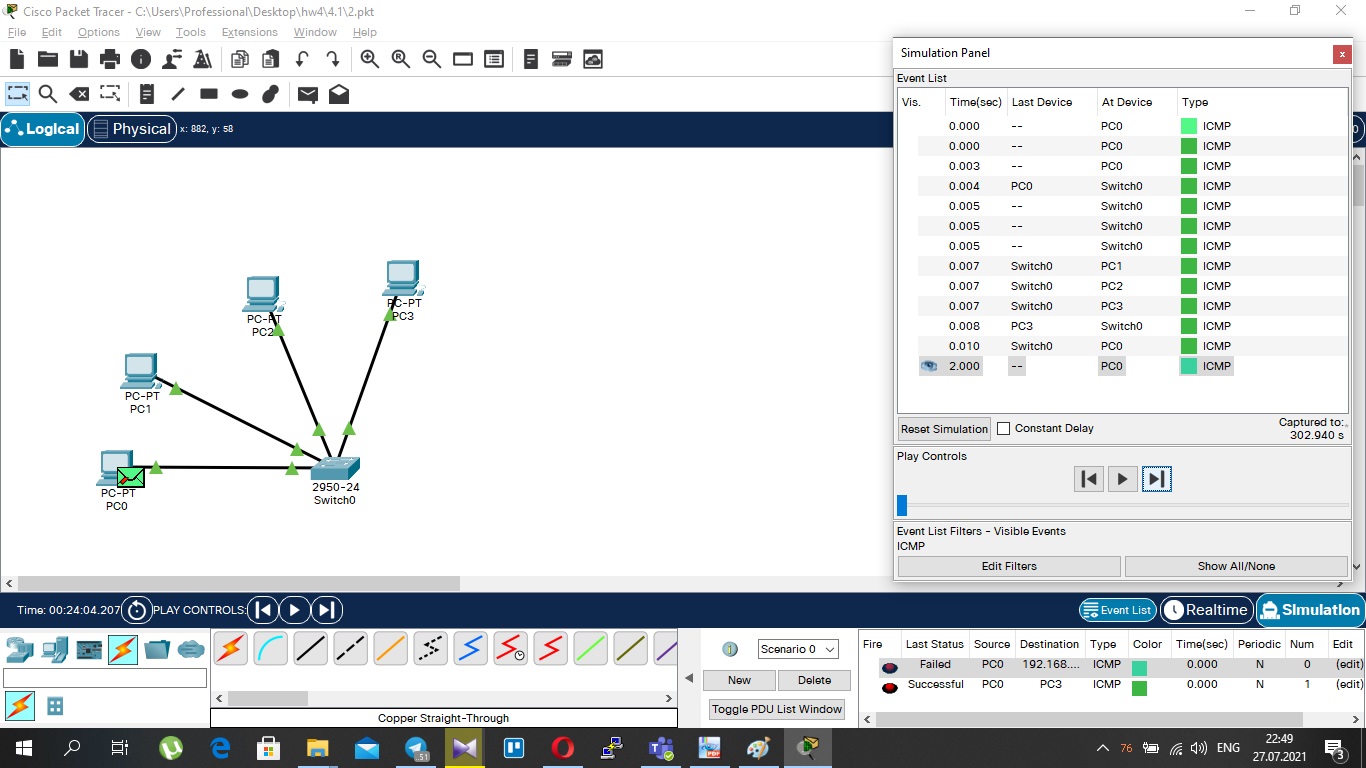 Cisco Packet Tracer - C:\Users\Professional\Desktop\hw4\4.1\2.pkt
File Edit Options View Tools Extensions Window Help
Logical Physical x: 882, y: 58
Simulation Panel
Event List
Vis. Time(sec) Last Device At Device Type
0.000 -- PC0 ICMP
0.000 -- PC0 ICMP
0.003 -- PC0 ICMP
0.004 PC0 Switch0 ICMP
0.005 -- Switch0 ICMP
0.005 -- Switch0 ICMP
0.005 -- Switch0 ICMP
0.007 Switch0 PC1 ICMP
0.007 Switch0 PC2 ICMP
0.007 Switch0 PC3 ICMP
0.008 PC3 Switch0 ICMP
0.010 Switch0 PC0 ICMP
2.000 -- PC0 ICMP
Reset Simulation Constant Delay Captured to:
302.940 s
Play Controls
Event List Filters - Visible Events
ICMP
Edit Filters Show All/None
PC-PT
PC3
PC-PT
PC2
PC-PT
PC1
PC-PT
PC0
2950-24
Switch0
Time: 00:24:04.207 PLAY CONTROLS: Event List Realtime Simulation
Scenario 0
New Delete
Toggle PDU List Window
Copper Straight-Through
Fire Last Status Source Destination Type Color Time(sec) Periodic Num Edit
Failed PC0 192.168.... ICMP 0.000 N 0 (edit)
Successful PC0 PC3 ICMP 0.000 N 1 (edit)
51
76 ENG 22:49
27.07.2021
3